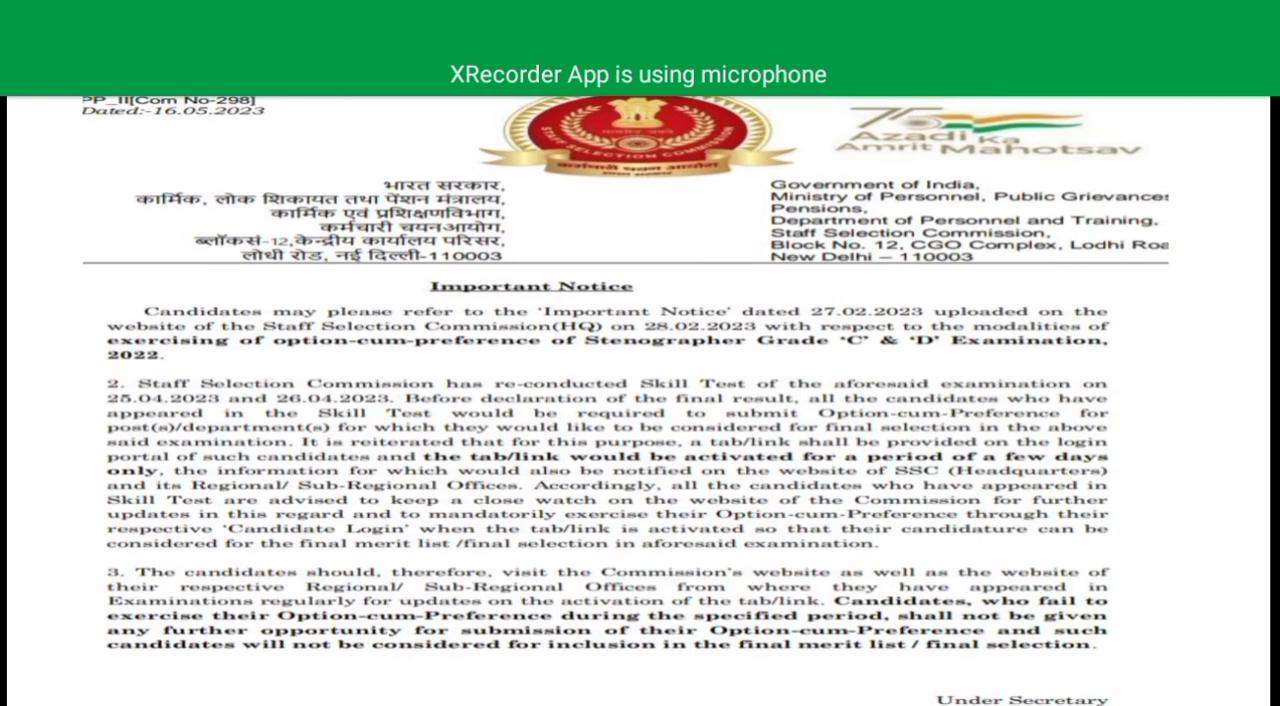 XRecorder App is using microphone
PP_II[Com No-298]
Dated:-16.05.2023
STAFF SELECTION COMMISSION
कर्मचारी चयन आयोग
75
Azadi Ka
Amrit Mahotsav
भारत सरकार,
कार्मिक, लोक शिकायत तथा पेंशन मंत्रालय,
कार्मिक एवं प्रशिक्षणविभाग,
कर्मचारी चयनआयोग,
ब्लॉकसं-12,केन्द्रीय कार्यालय परिसर,
लोधी रोड, नई दिल्ली-110003
Government of India,
Ministry of Personnel, Public Grievances
Pensions,
Department of Personnel and Training,
Staff Selection Commission,
Block No. 12, CGO Complex, Lodhi Roa
New Delhi – 110003
Important Notice
Candidates may please refer to the 'Important Notice' dated 27.02.2023 uploaded on the
website of the Staff Selection Commission(HQ) on 28.02.2023 with respect to the modalities of
exercising of option-cum-preference of Stenographer Grade 'C' & 'D' Examination,
2022.
2. Staff Selection Commission has re-conducted Skill Test of the aforesaid examination on
25.04.2023 and 26.04.2023. Before declaration of the final result, all the candidates who have
appeared in the Skill Test would be required to submit Option-cum-Preference for
post(s)/department(s) for which they would like to be considered for final selection in the above
said examination. It is reiterated that for this purpose, a tab/link shall be provided on the login
portal of such candidates and the tab/link would be activated for a period of a few days
only, the information for which would also be notified on the website of SSC (Headquarters)
and its Regional/ Sub-Regional Offices. Accordingly, all the candidates who have appeared in
Skill Test are advised to keep a close watch on the website of the Commission for further
updates in this regard and to mandatorily exercise their Option-cum-Preference through their
respective 'Candidate Login' when the tab/link is activated so that their candidature can be
considered for the final merit list /final selection in aforesaid examination.
3. The candidates should, therefore, visit the Commission's website as well as the website of
their respective Regional/ Sub-Regional Offices from where they have appeared in
Examinations regularly for updates on the activation of the tab/link. Candidates, who fail to
exercise their Option-cum-Preference during the specified period, shall not be given
any further opportunity for submission of their Option-cum-Preference and such
candidates will not be considered for inclusion in the final merit list / final selection.
Under Secretary